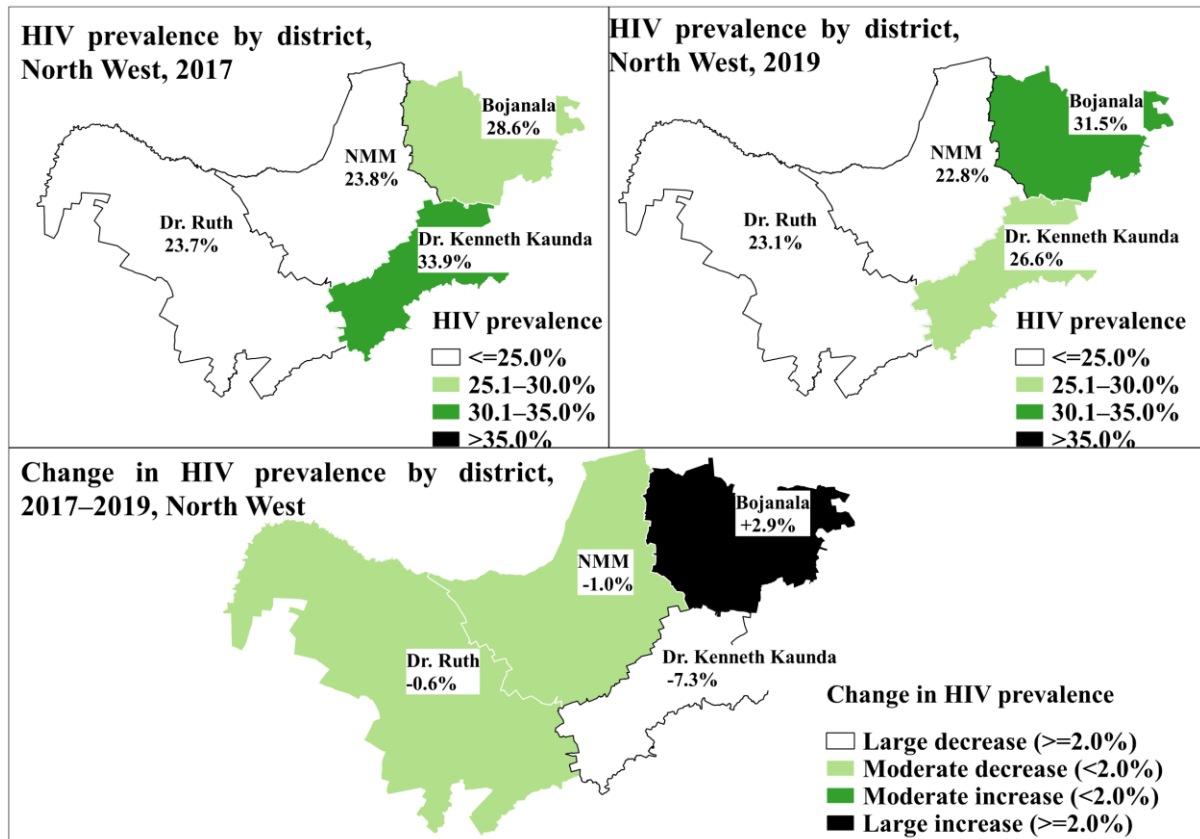 HIV prevalence by district,
North West, 2017
Bojanala
28.6%
NMM
23.8%
Dr. Ruth
23.7%
Dr. Kenneth Kaunda
33.9%
HIV prevalence
<=25.0%
25.1–30.0%
30.1–35.0%
>35.0%
HIV prevalence by district,
North West, 2019
Bojanala
31.5%
NMM
22.8%
Dr. Ruth
23.1%
Dr. Kenneth Kaunda
26.6%
HIV prevalence
<=25.0%
25.1–30.0%
30.1–35.0%
>35.0%
Change in HIV prevalence by district,
2017–2019, North West
Bojanala
+2.9%
NMM
-1.0%
Dr. Ruth
-0.6%
Dr. Kenneth Kaunda
-7.3%
Change in HIV prevalence
Large decrease (>=2.0%)
Moderate decrease (<2.0%)
Moderate increase (<2.0%)
Large increase (>=2.0%)